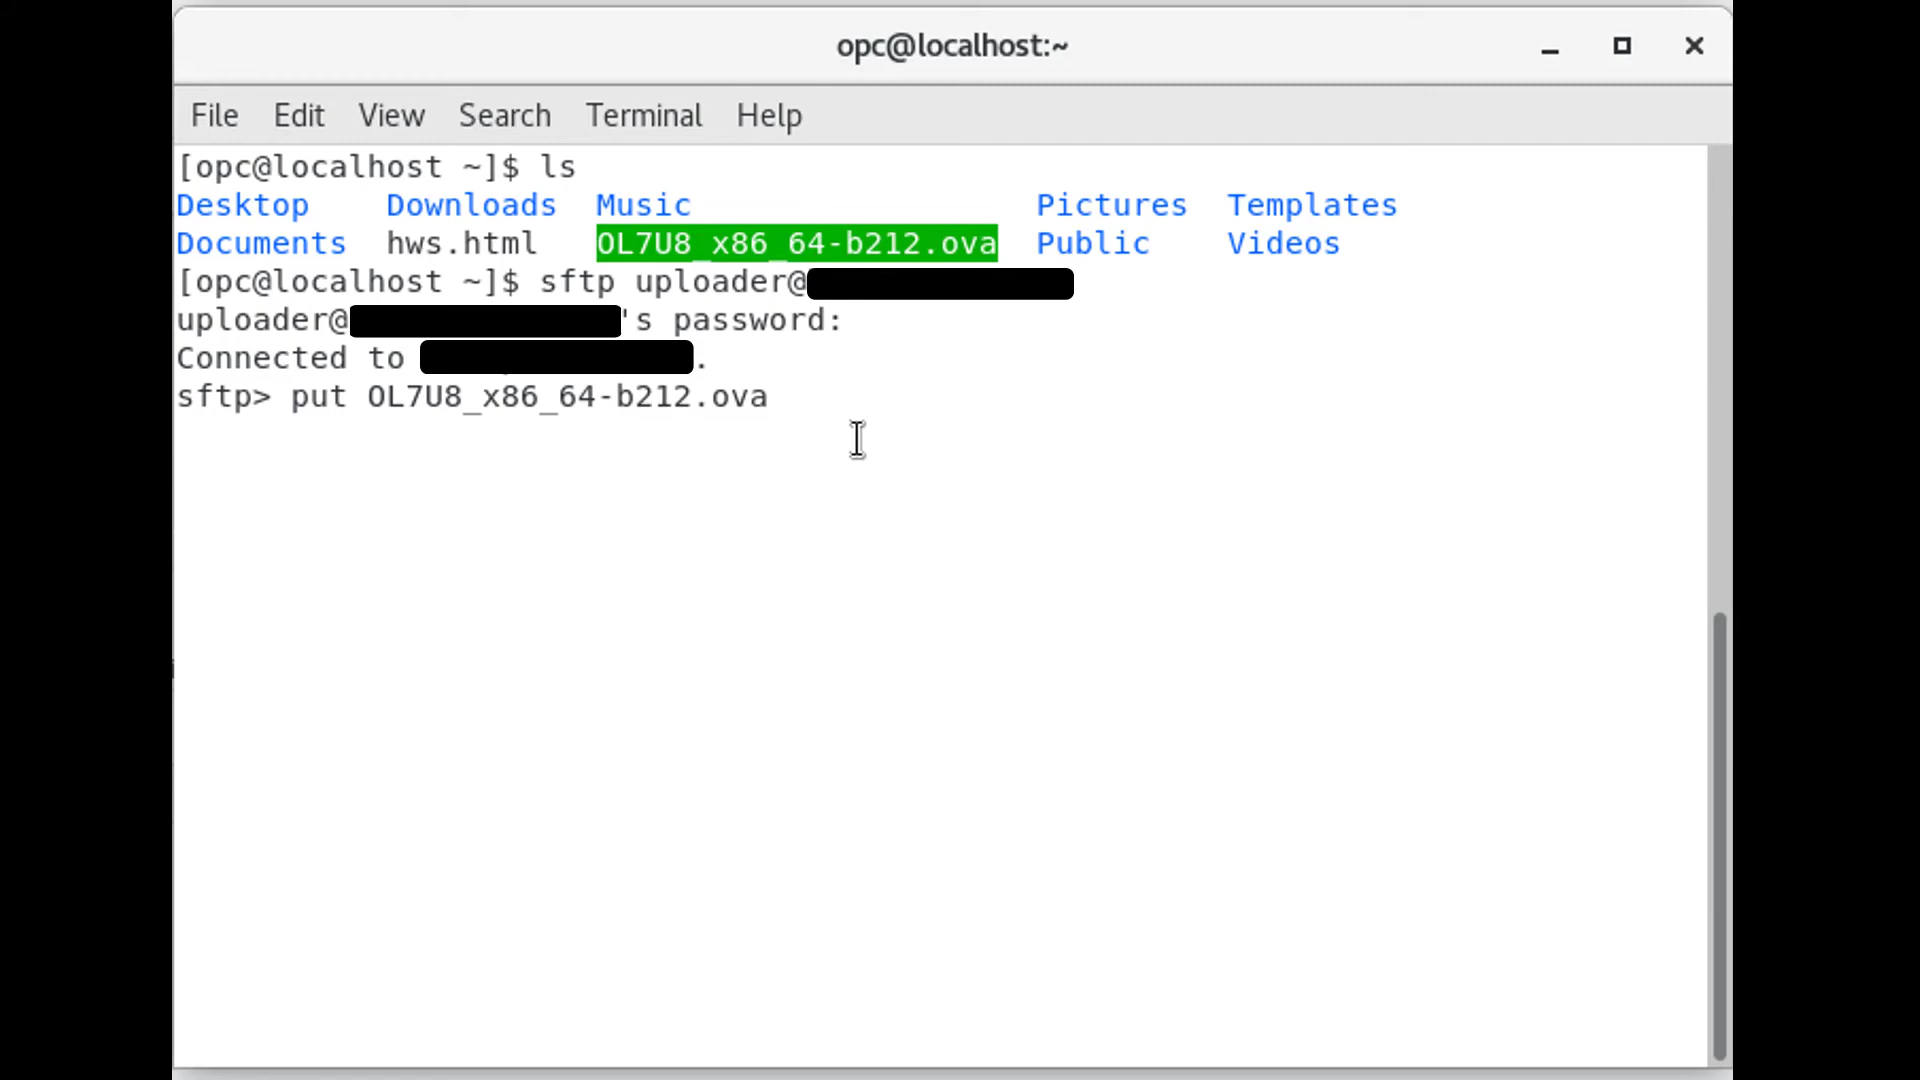 opc@localhost:~
File Edit View Search Terminal Help
[opc@localhost ~]$ ls
Desktop Downloads Music Pictures Templates
Documents hws.html OL7U8_x86_64-b212.ova Public Videos
[opc@localhost ~]$ sftp uploader@
uploader@'s password:
Connected to .
sftp> put OL7U8_x86_64-b212.ova